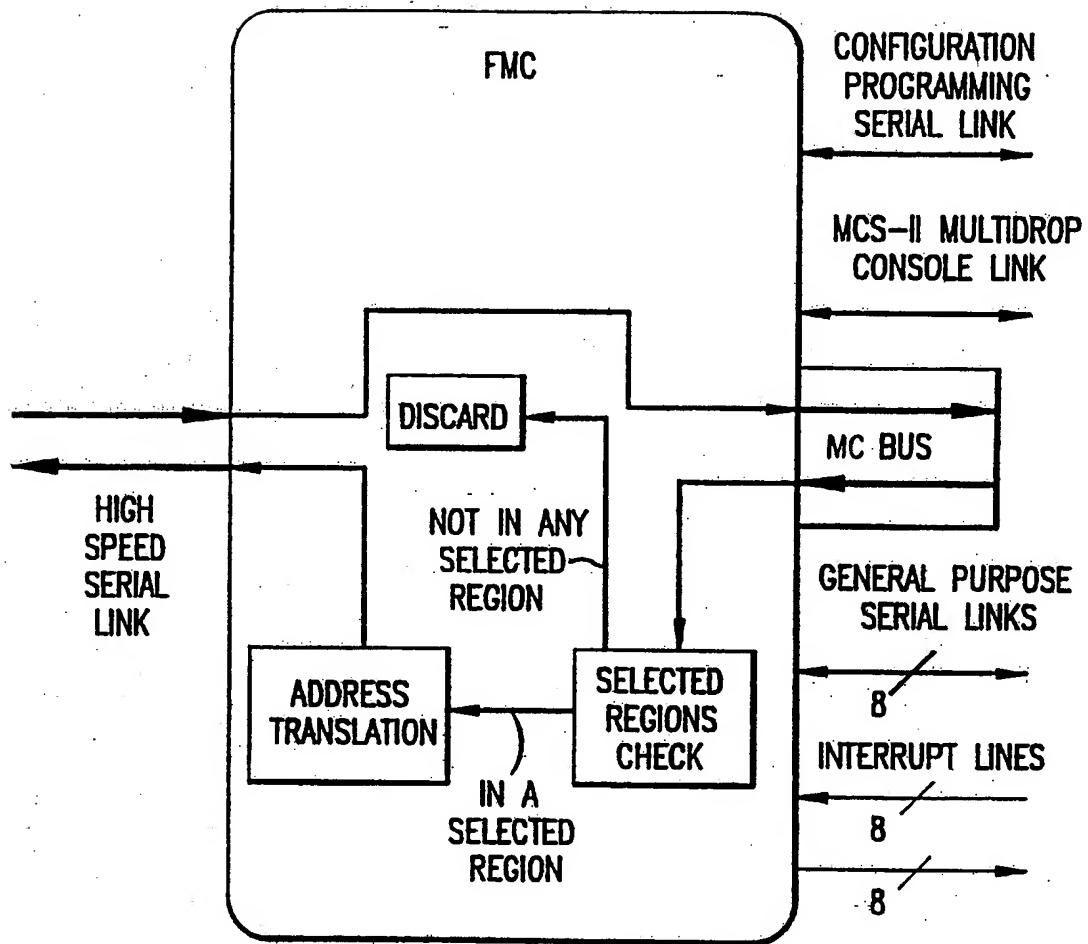 FMC
CONFIGURATION
PROGRAMMING
SERIAL LINK
MCS-II MULTIDROP
CONSOLE LINK
DISCARD
MC BUS
HIGH
SPEED
SERIAL
LINK
NOT IN ANY
SELECTED
REGION
GENERAL PURPOSE
SERIAL LINKS
8
ADDRESS
TRANSLATION
SELECTED
REGIONS
CHECK
IN A
SELECTED
REGION
INTERRUPT LINES
8
8